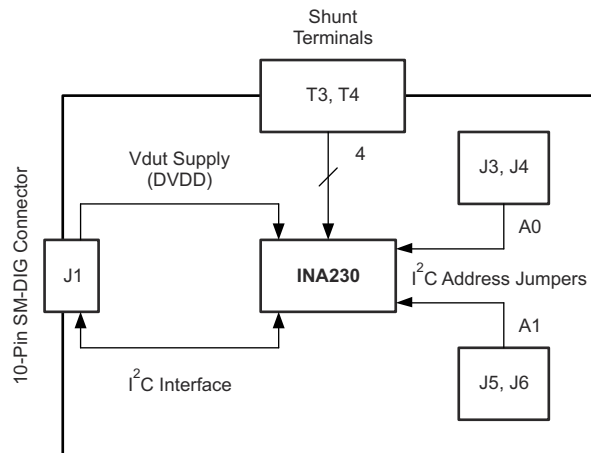 Shunt
Terminals
T3, T4
4
Vdut Supply
(DVDD)
J3, J4
A0
10-Pin SM-DIG Connector
J1
INA230
I²C Address Jumpers
A1
I²C Interface
J5, J6